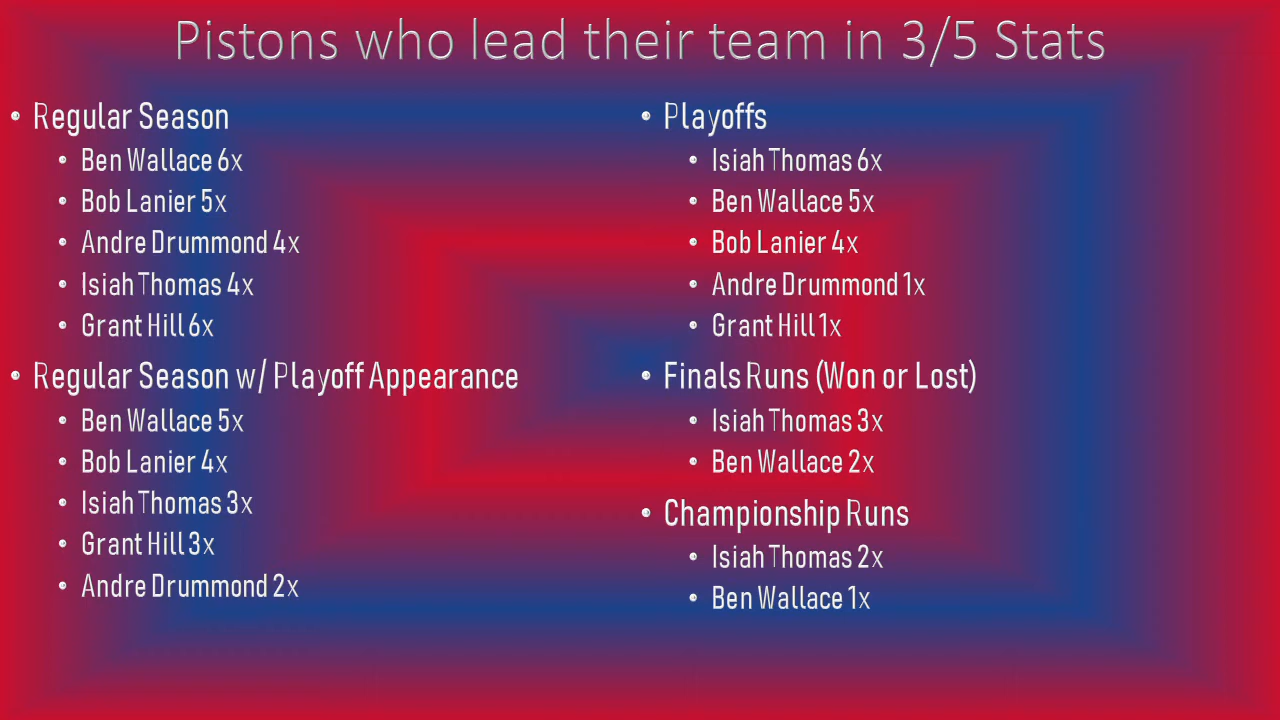 Pistons who lead their team in 3/5 Stats
• Regular Season
• Ben Wallace 6x
• Bob Lanier 5x
• Andre Drummond 4x
• Isiah Thomas 4x
• Grant Hill 6x
• Regular Season w/ Playoff Appearance
• Ben Wallace 5x
• Bob Lanier 4x
• Isiah Thomas 3x
• Grant Hill 3x
• Andre Drummond 2x
• Playoffs
• Isiah Thomas 6x
• Ben Wallace 5x
• Bob Lanier 4x
• Andre Drummond 1x
• Grant Hill 1x
• Finals Runs (Won or Lost)
• Isiah Thomas 3x
• Ben Wallace 2x
• Championship Runs
• Isiah Thomas 2x
• Ben Wallace 1x